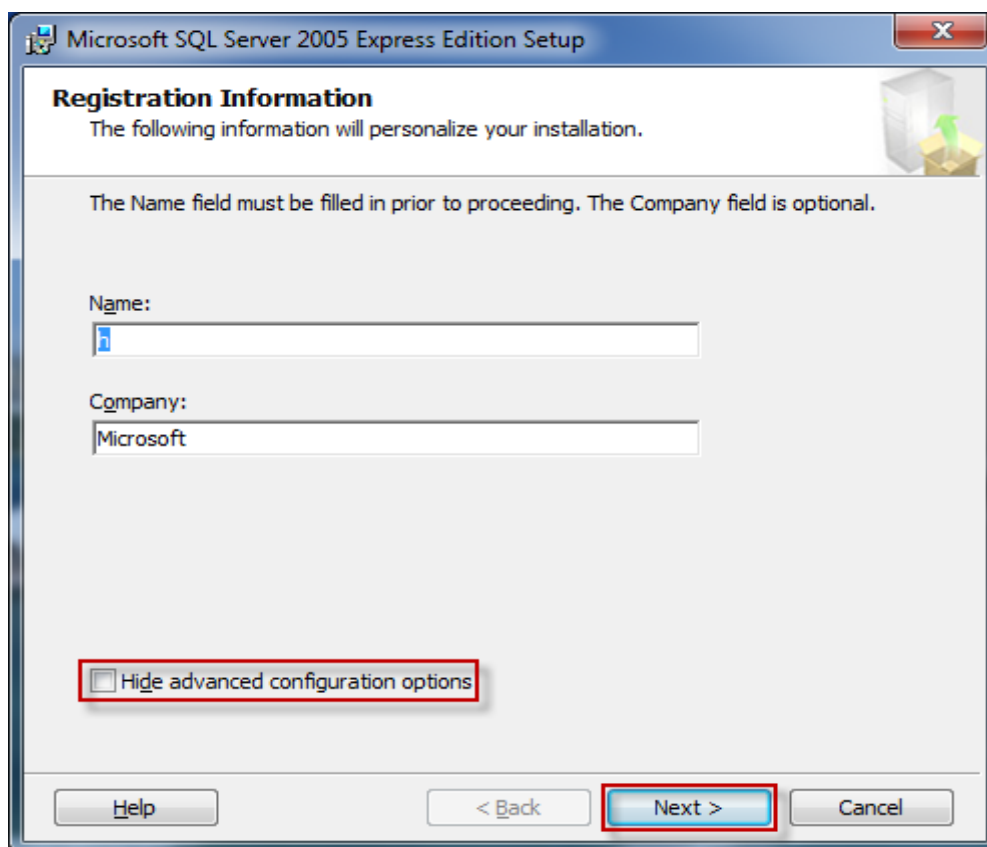 Microsoft SQL Server 2005 Express Edition Setup
Registration Information
The following information will personalize your installation.
The Name field must be filled in prior to proceeding. The Company field is optional.
Name:
h
Company:
Microsoft
Hide advanced configuration options
Help
< Back
Next >
Cancel